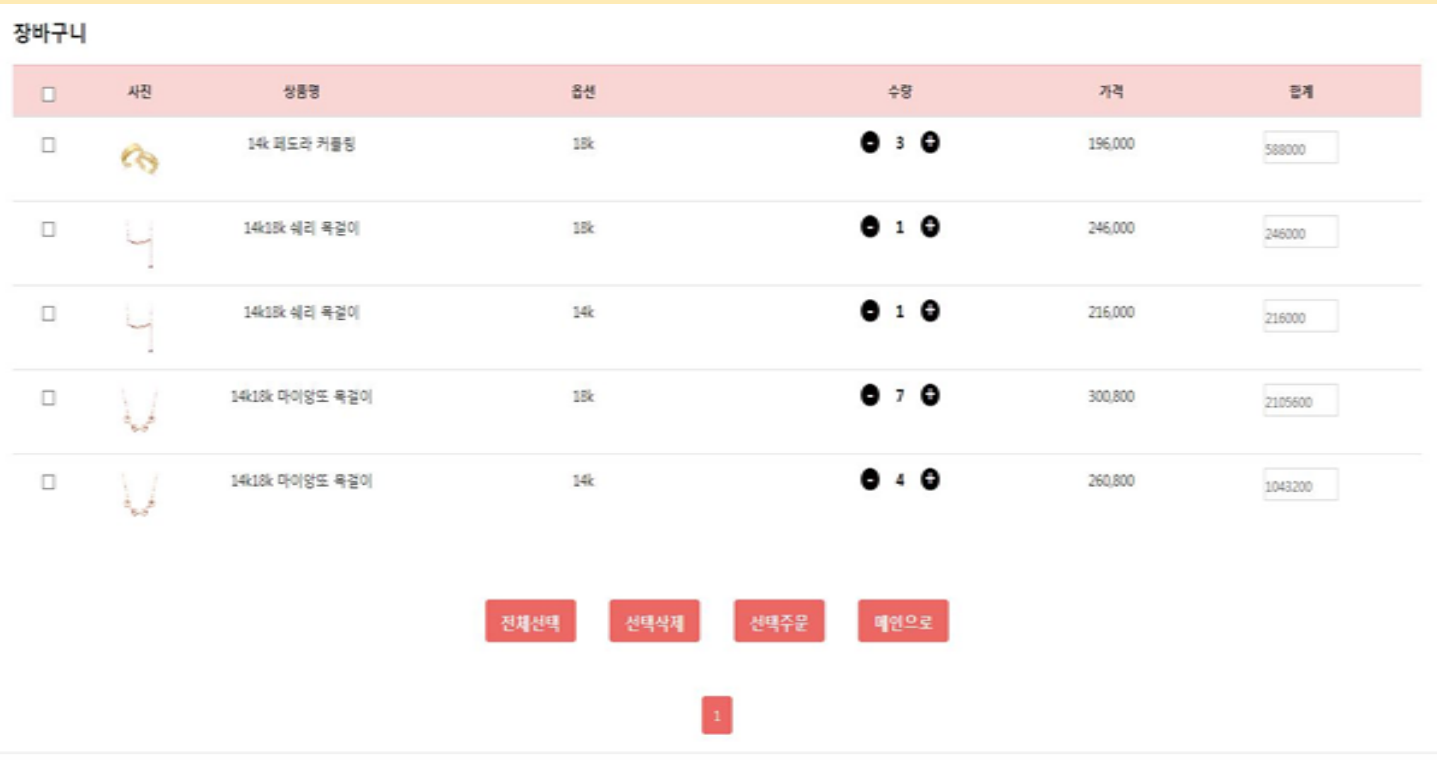 장바구니
사진 상품명 옵션 수량 가격 합계
14k 페도라 커플링 18k - 3 + 196,000 588000
14k18k 쉐리 목걸이 18k - 1 + 246,000 246000
14k18k 쉐리 목걸이 14k - 1 + 216,000 216000
14k18k 마이앙또 목걸이 18k - 7 + 300,800 2105600
14k18k 마이앙또 목걸이 14k - 4 + 260,800 1043200
전체선택 선택삭제 선택주문 메인으로
1